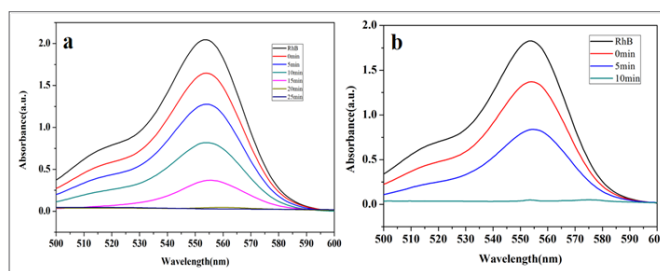 a
Absorbance(a.u.)
2.0
1.5
1.0
0.5
0.0
RhB
0min
5min
10min
15min
20min
25min
500 510 520 530 540 550 560 570 580 590 600
Wavelength(nm)
b
Absorbance(a.u.)
2.0
1.5
1.0
0.5
0.0
RhB
0min
5min
10min
500 510 520 530 540 550 560 570 580 590 600
Wavelength(nm)